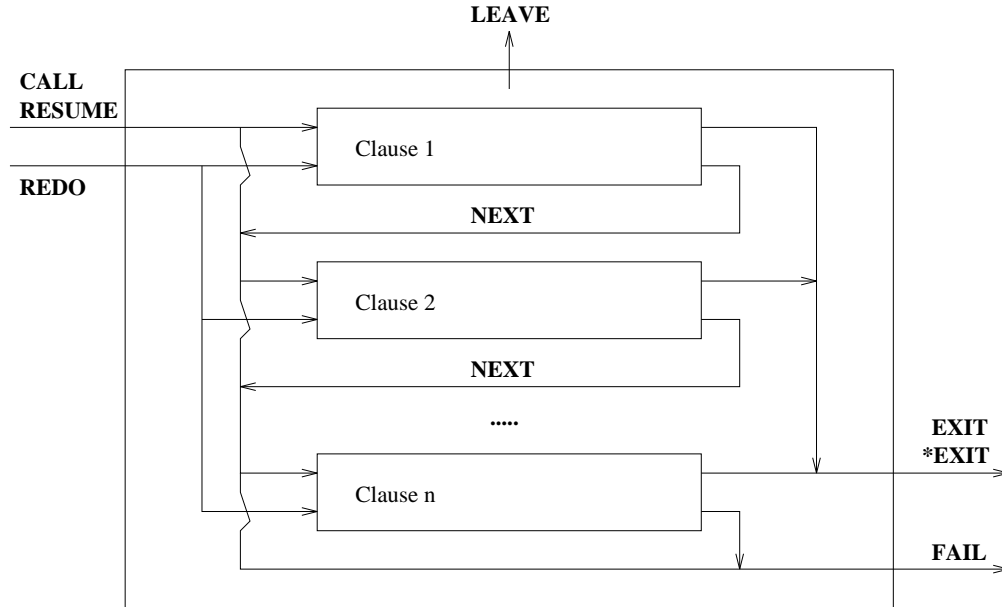 LEAVE
CALL
RESUME
REDO
Clause 1
NEXT
Clause 2
NEXT
.....
Clause n
EXIT
*EXIT
FAIL